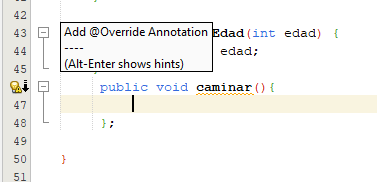 42
43 Edad(int edad) {
44 edad;
45
public void caminar(){
47
48 };
49
50 }
51
Add @Override Annotation
----
(Alt-Enter shows hints)